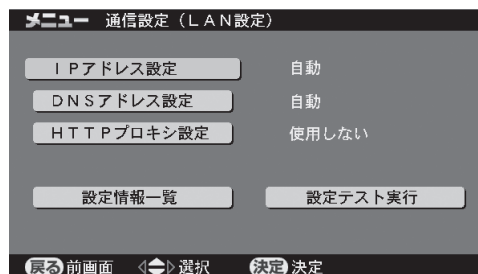 メニュー 通信設定（ＬＡＮ設定）
ＩＰアドレス設定 自動
ＤＮＳアドレス設定 自動
ＨＴＴＰプロキシ設定 使用しない
設定情報一覧 設定テスト実行
戻る 前画面 選択 決定 決定